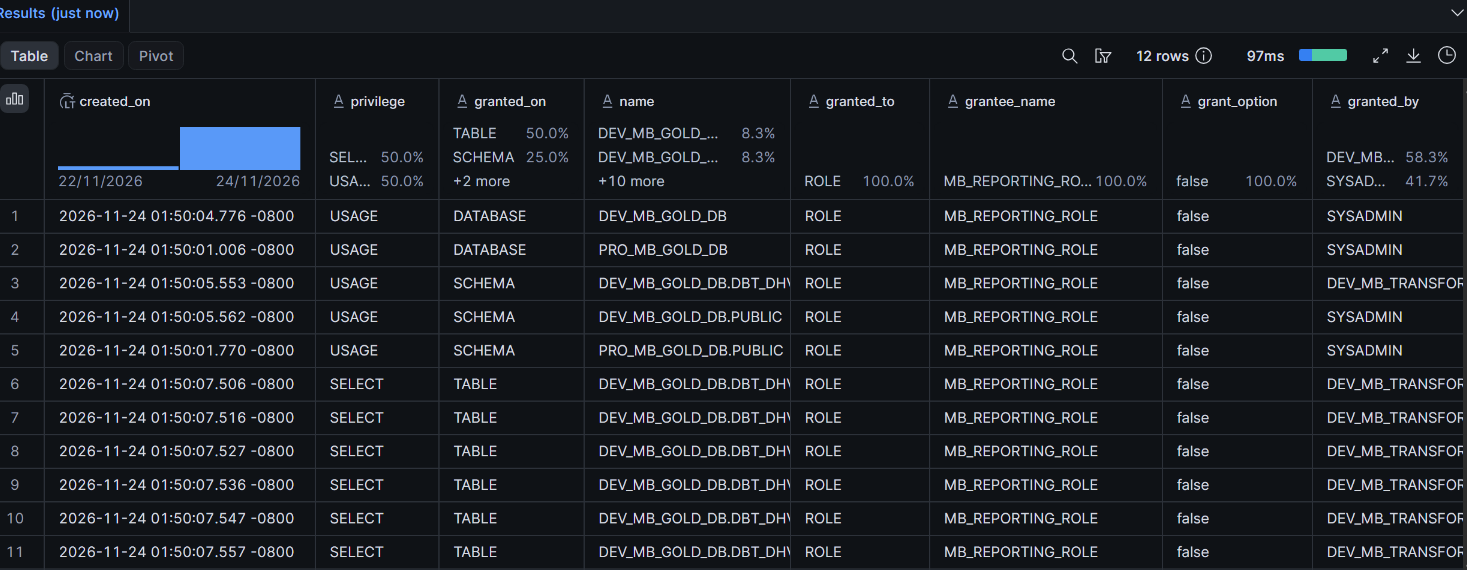 Results (just now)
Table Chart Pivot 12 rows 97ms
created_on privilege granted_on name granted_to grantee_name grant_option granted_by
TABLE 50.0% DEV_MB_GOLD_... 8.3%
SEL... 50.0% SCHEMA 25.0% DEV_MB_GOLD_... 8.3% DEV_MB... 58.3%
22/11/2026 24/11/2026 USA... 50.0% +2 more +10 more ROLE 100.0% MB_REPORTING_RO... 100.0% false 100.0% SYSAD... 41.7%
1 2026-11-24 01:50:04.776 -0800 USAGE DATABASE DEV_MB_GOLD_DB ROLE MB_REPORTING_ROLE false SYSADMIN
2 2026-11-24 01:50:01.006 -0800 USAGE DATABASE PRO_MB_GOLD_DB ROLE MB_REPORTING_ROLE false SYSADMIN
3 2026-11-24 01:50:05.553 -0800 USAGE SCHEMA DEV_MB_GOLD_DB.DBT_DHV ROLE MB_REPORTING_ROLE false DEV_MB_TRANSFOR
4 2026-11-24 01:50:05.562 -0800 USAGE SCHEMA DEV_MB_GOLD_DB.PUBLIC ROLE MB_REPORTING_ROLE false SYSADMIN
5 2026-11-24 01:50:01.770 -0800 USAGE SCHEMA PRO_MB_GOLD_DB.PUBLIC ROLE MB_REPORTING_ROLE false SYSADMIN
6 2026-11-24 01:50:07.506 -0800 SELECT TABLE DEV_MB_GOLD_DB.DBT_DHV ROLE MB_REPORTING_ROLE false DEV_MB_TRANSFOR
7 2026-11-24 01:50:07.516 -0800 SELECT TABLE DEV_MB_GOLD_DB.DBT_DHV ROLE MB_REPORTING_ROLE false DEV_MB_TRANSFOR
8 2026-11-24 01:50:07.527 -0800 SELECT TABLE DEV_MB_GOLD_DB.DBT_DHV ROLE MB_REPORTING_ROLE false DEV_MB_TRANSFOR
9 2026-11-24 01:50:07.536 -0800 SELECT TABLE DEV_MB_GOLD_DB.DBT_DHV ROLE MB_REPORTING_ROLE false DEV_MB_TRANSFOR
10 2026-11-24 01:50:07.547 -0800 SELECT TABLE DEV_MB_GOLD_DB.DBT_DHV ROLE MB_REPORTING_ROLE false DEV_MB_TRANSFOR
11 2026-11-24 01:50:07.557 -0800 SELECT TABLE DEV_MB_GOLD_DB.DBT_DHV ROLE MB_REPORTING_ROLE false DEV_MB_TRANSFOR